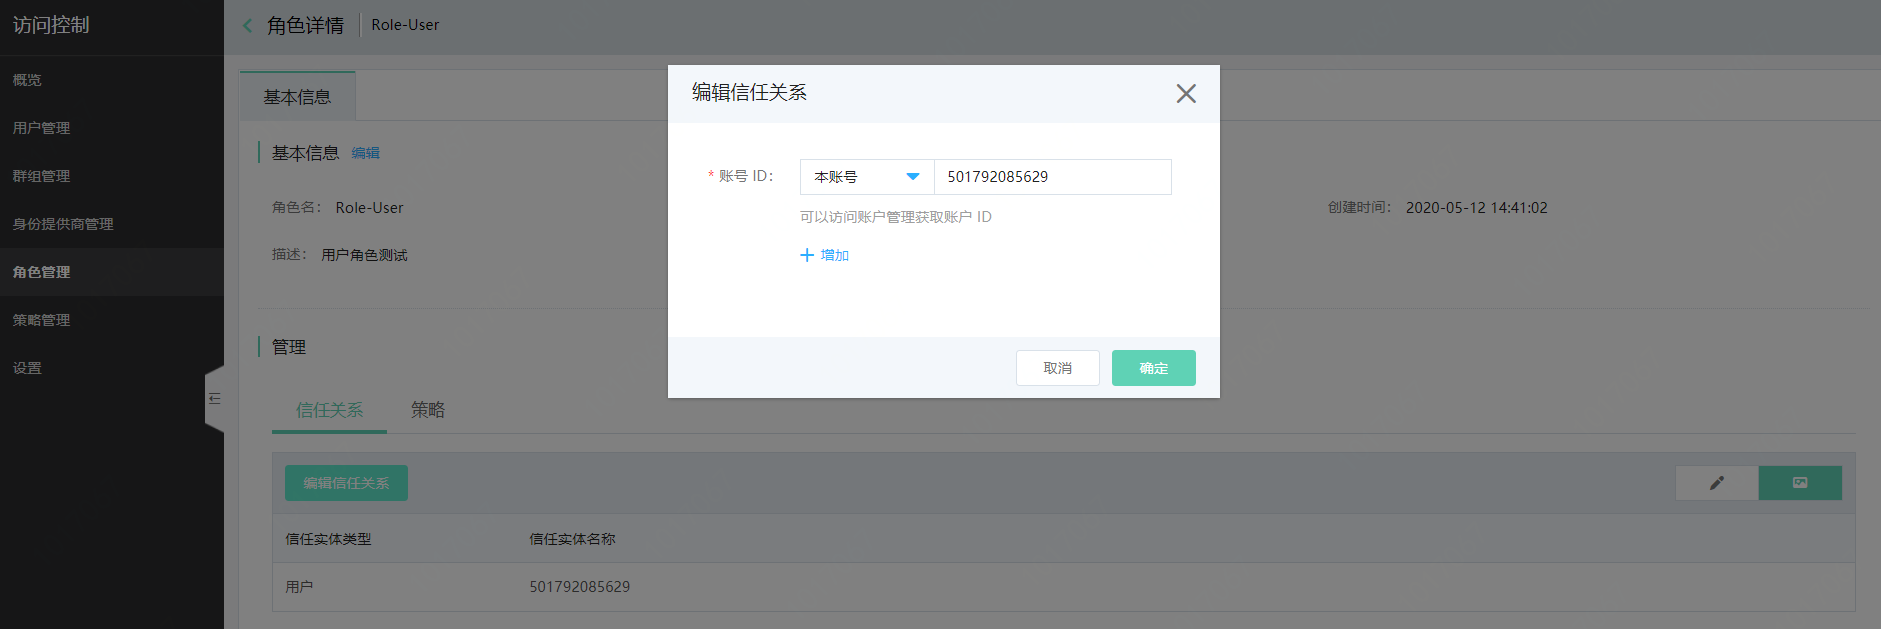 访问控制
概览
用户管理
群组管理
身份提供商管理
角色管理
策略管理
设置
角色详情 Role-User
基本信息
基本信息 编辑
角色名： Role-User 创建时间： 2020-05-12 14:41:02
描述： 用户角色测试
编辑信任关系
* 账号 ID： 本账号 501792085629
可以访问账户管理获取账户 ID
增加
取消 确定
管理
信任关系 策略
编辑信任关系
信任实体类型 信任实体名称
用户 501792085629